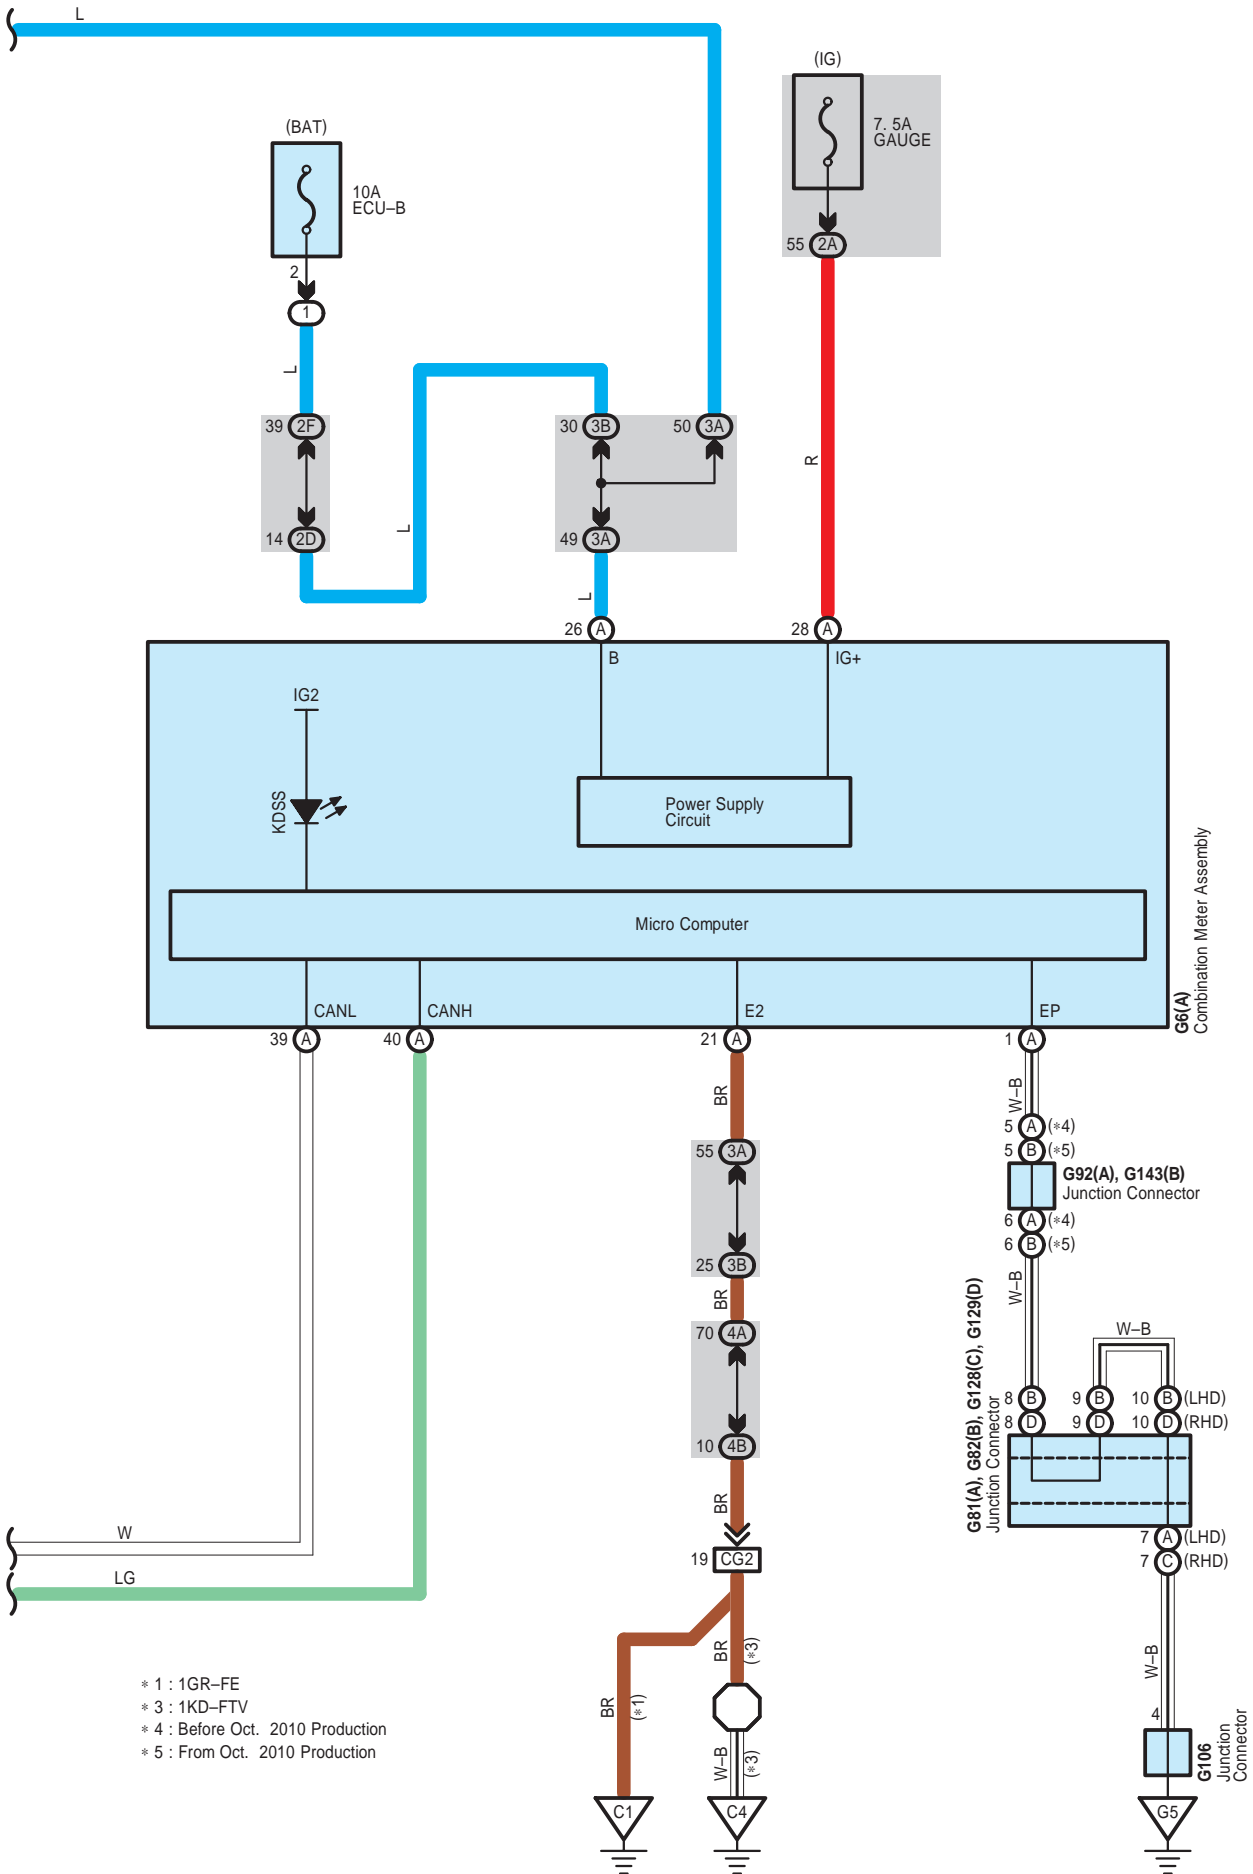 L
(IG)
7. 5A
GAUGE
55 2A
(BAT)
10A
ECU–B
2
1
L
39 2F
14 2D
L
30 3B
50 3A
49 3A
L
R
26 A
28 A
B
IG+
IG2
KDSS
Power Supply
Circuit
Micro Computer
G6(A)
Combination Meter Assembly
CANL
CANH
E2
EP
39 A
40 A
21 A
1 A
BR
W–B
55 3A
25 3B
BR
70 4A
10 4B
BR
19 CG2
5 A (*4)
5 B (*5)
G92(A), G143(B)
Junction Connector
6 A (*4)
6 B (*5)
W–B
W–B
G81(A), G82(B), G128(C), G129(D)
Junction Connector
8 B
9 B
10 B (LHD)
8 D
9 D
10 D (RHD)
7 A (LHD)
7 C (RHD)
W
LG
BR
(*1)
BR
(*3)
W–B
(*3)
W–B
4
G106
Junction
Connector
C1
C4
G5
* 1 : 1GR–FE
* 3 : 1KD–FTV
* 4 : Before Oct. 2010 Production
* 5 : From Oct. 2010 Production